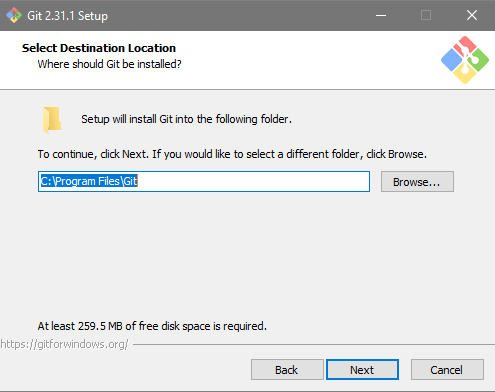 Git 2.31.1 Setup
Select Destination Location
Where should Git be installed?
Setup will install Git into the following folder.
To continue, click Next. If you would like to select a different folder, click Browse.
C:\Program Files\Git
Browse...
At least 259.5 MB of free disk space is required.
https://gitforwindows.org/
Back
Next
Cancel